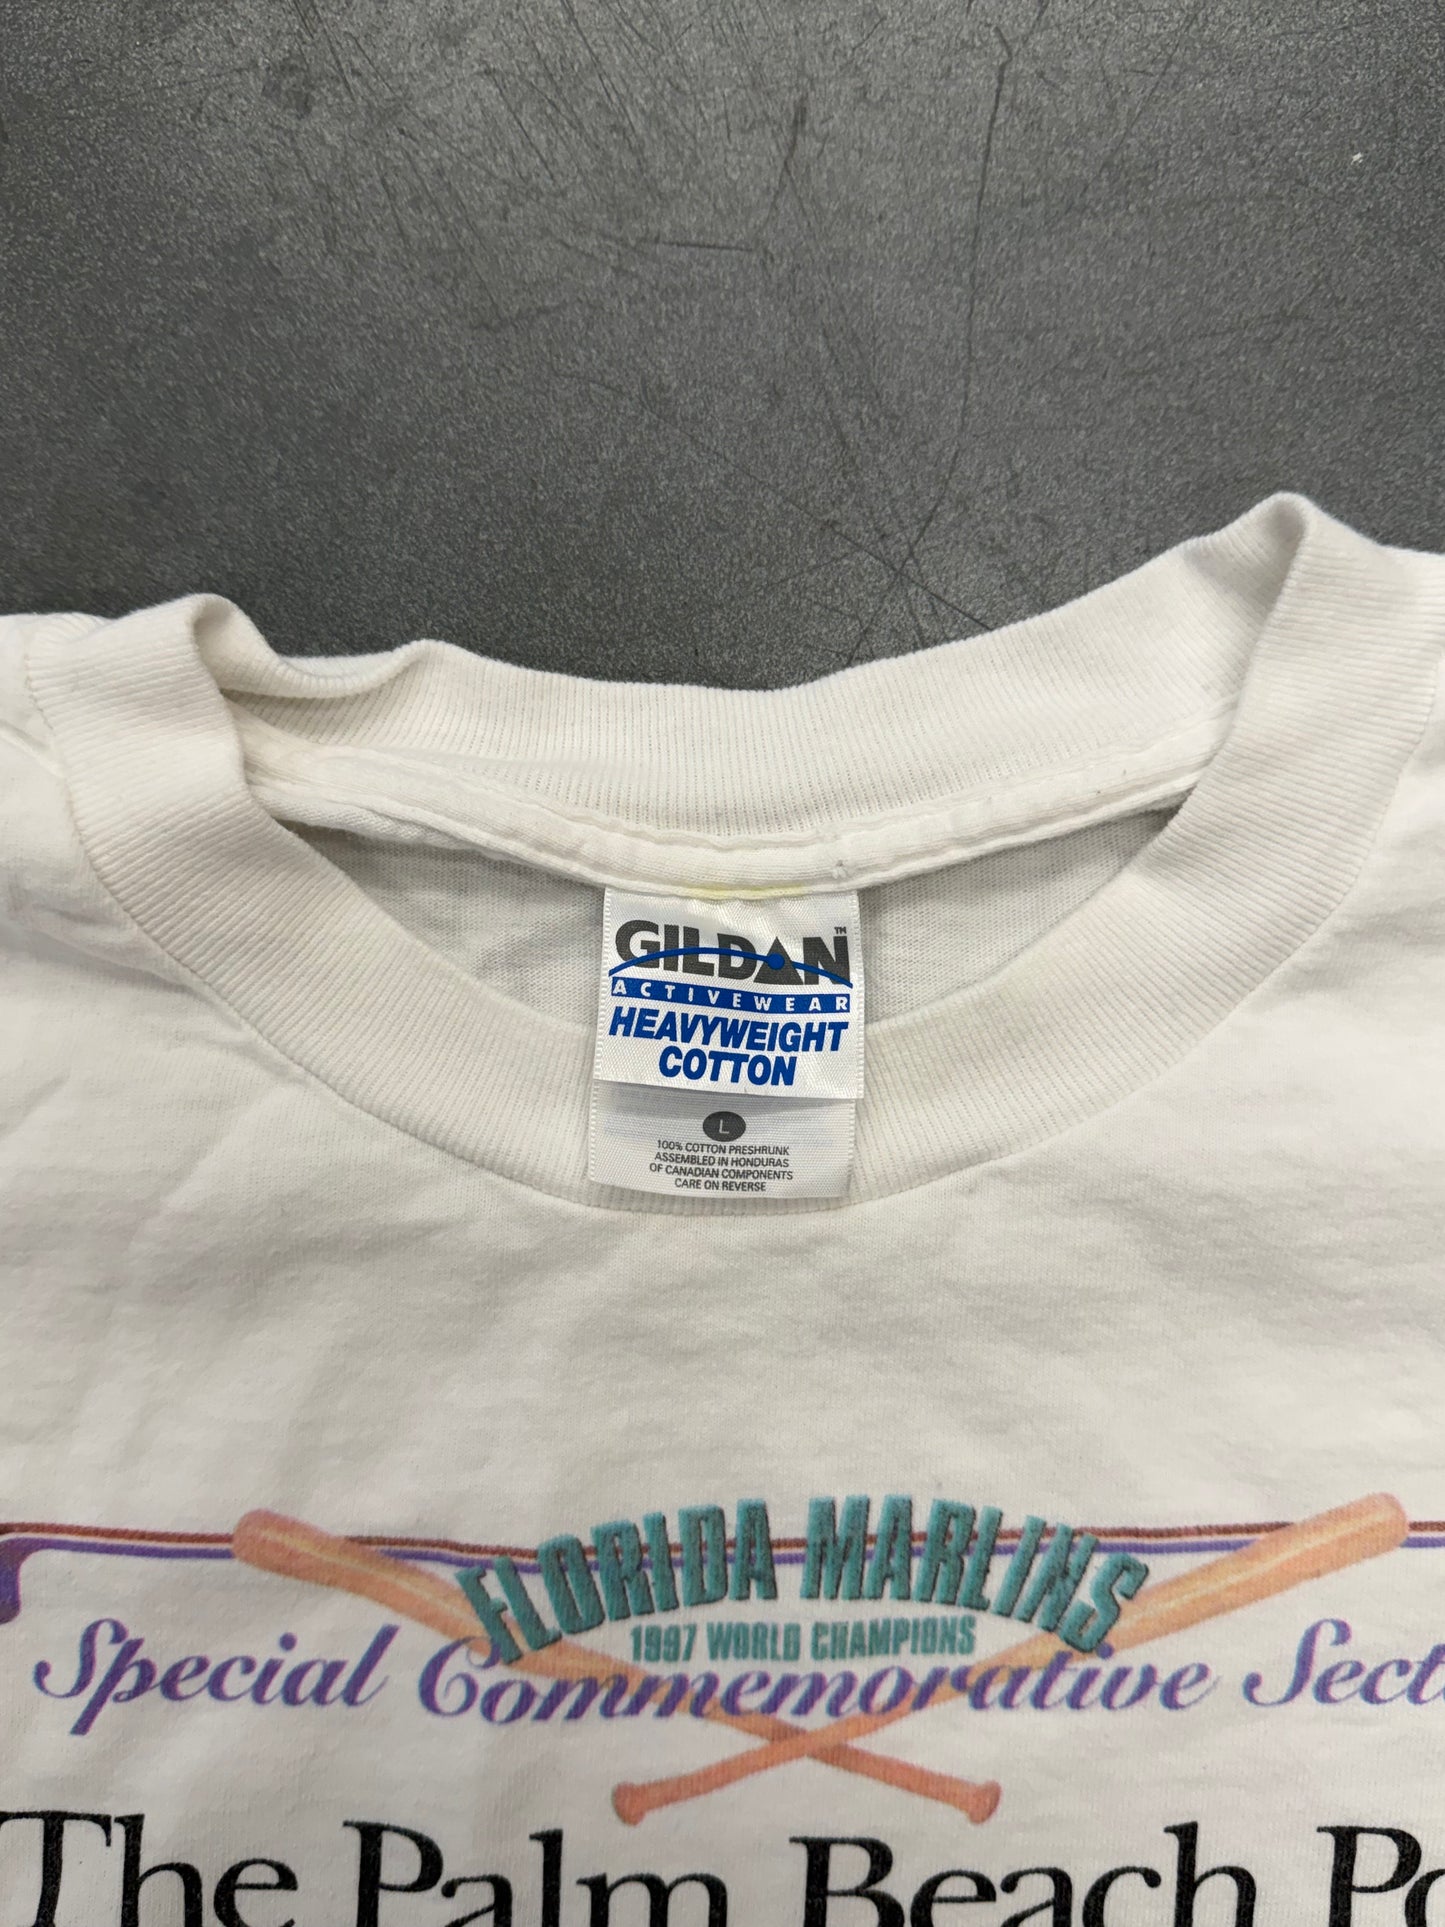 GILDAN™
ACTIVEWEAR
HEAVYWEIGHT
COTTON
L
100% COTTON PRESHRUNK
ASSEMBLED IN HONDURAS
OF CANADIAN COMPONENTS
CARE ON REVERSE
FLORIDA MARLINS
1997 WORLD CHAMPIONS
Special Commemorative Sect
The Palm Beach Po